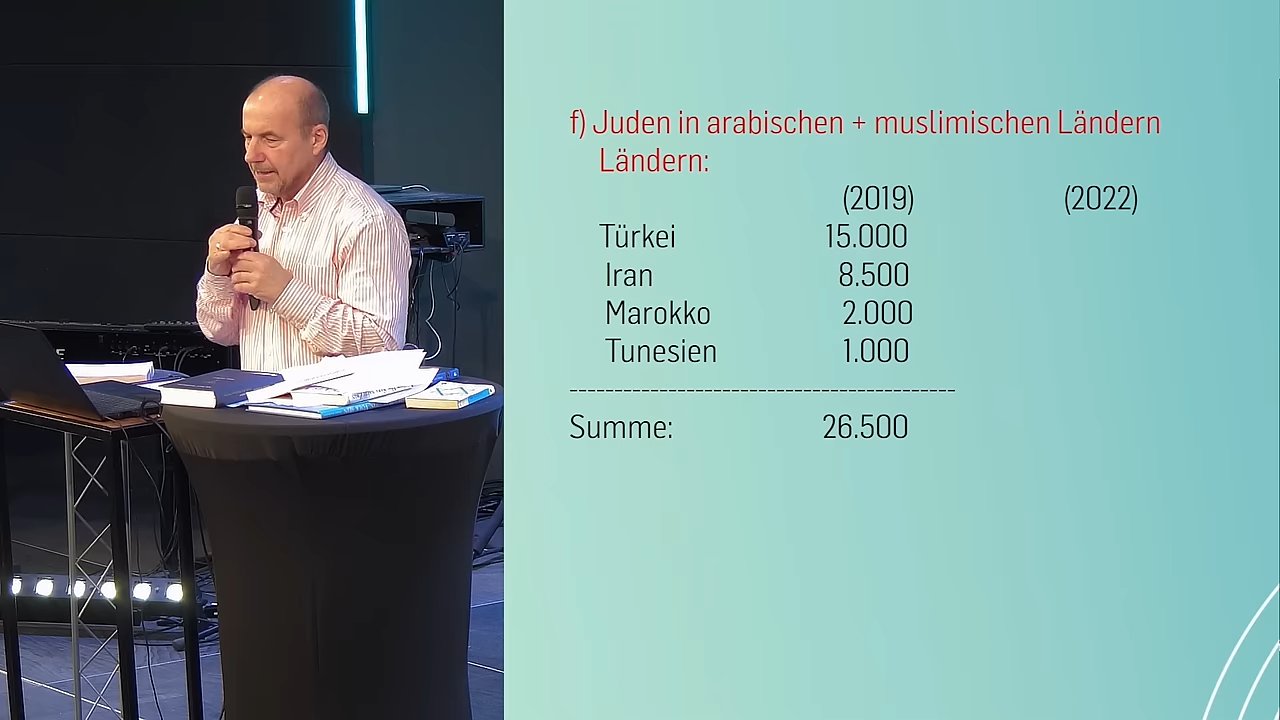 f) Juden in arabischen + muslimischen Ländern
Ländern:
(2019) (2022)
Türkei 15.000
Iran 8.500
Marokko 2.000
Tunesien 1.000
-------------------------------------------
Summe: 26.500